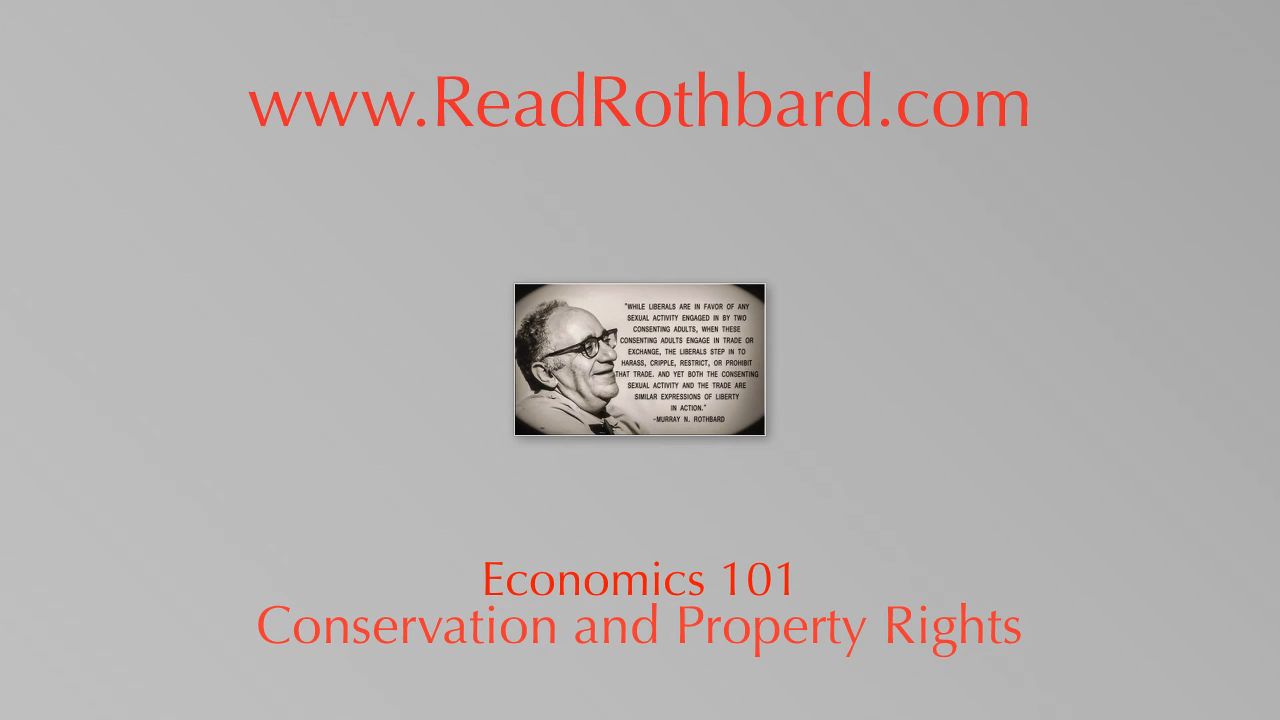 www.ReadRothbard.com
"WHILE LIBERALS ARE IN FAVOR OF ANY
SEXUAL ACTIVITY ENGAGED IN BY TWO
CONSENTING ADULTS, WHEN THESE
CONSENTING ADULTS ENGAGE IN TRADE OR
EXCHANGE, THE LIBERALS STEP IN TO
HARASS, CRIPPLE, RESTRICT, OR PROHIBIT
THAT TRADE. AND YET BOTH THE CONSENTING
SEXUAL ACTIVITY AND THE TRADE ARE
SIMILAR EXPRESSIONS OF LIBERTY
IN ACTION."
-MURRAY N. ROTHBARD
Economics 101
Conservation and Property Rights